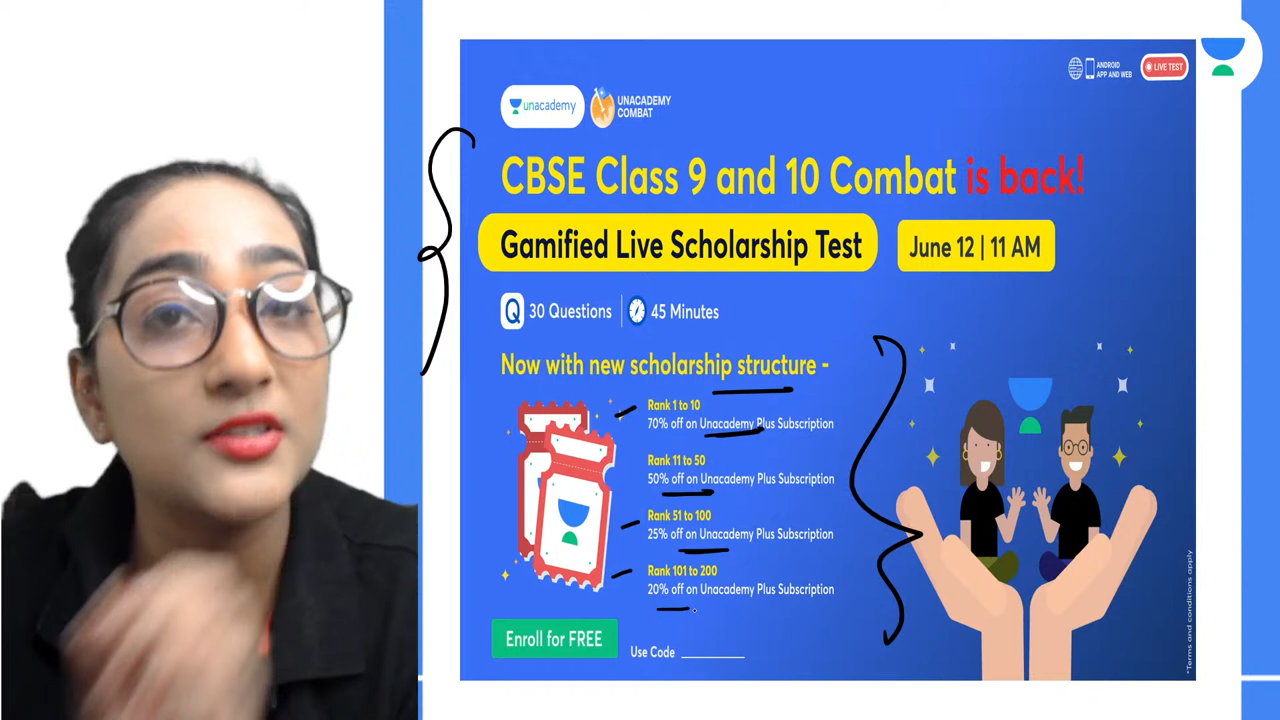 ANDROID
APP AND WEB
LIVE TEST
unacademy
UNACADEMY
COMBAT
CBSE Class 9 and 10 Combat is back!
Gamified Live Scholarship Test
June 12 | 11 AM
Q 30 Questions
45 Minutes
Now with new scholarship structure -
Rank 1 to 10
70% off on Unacademy Plus Subscription
Rank 11 to 50
50% off on Unacademy Plus Subscription
Rank 51 to 100
25% off on Unacademy Plus Subscription
Rank 101 to 200
20% off on Unacademy Plus Subscription
Enroll for FREE
Use Code ________
*Terms and conditions apply